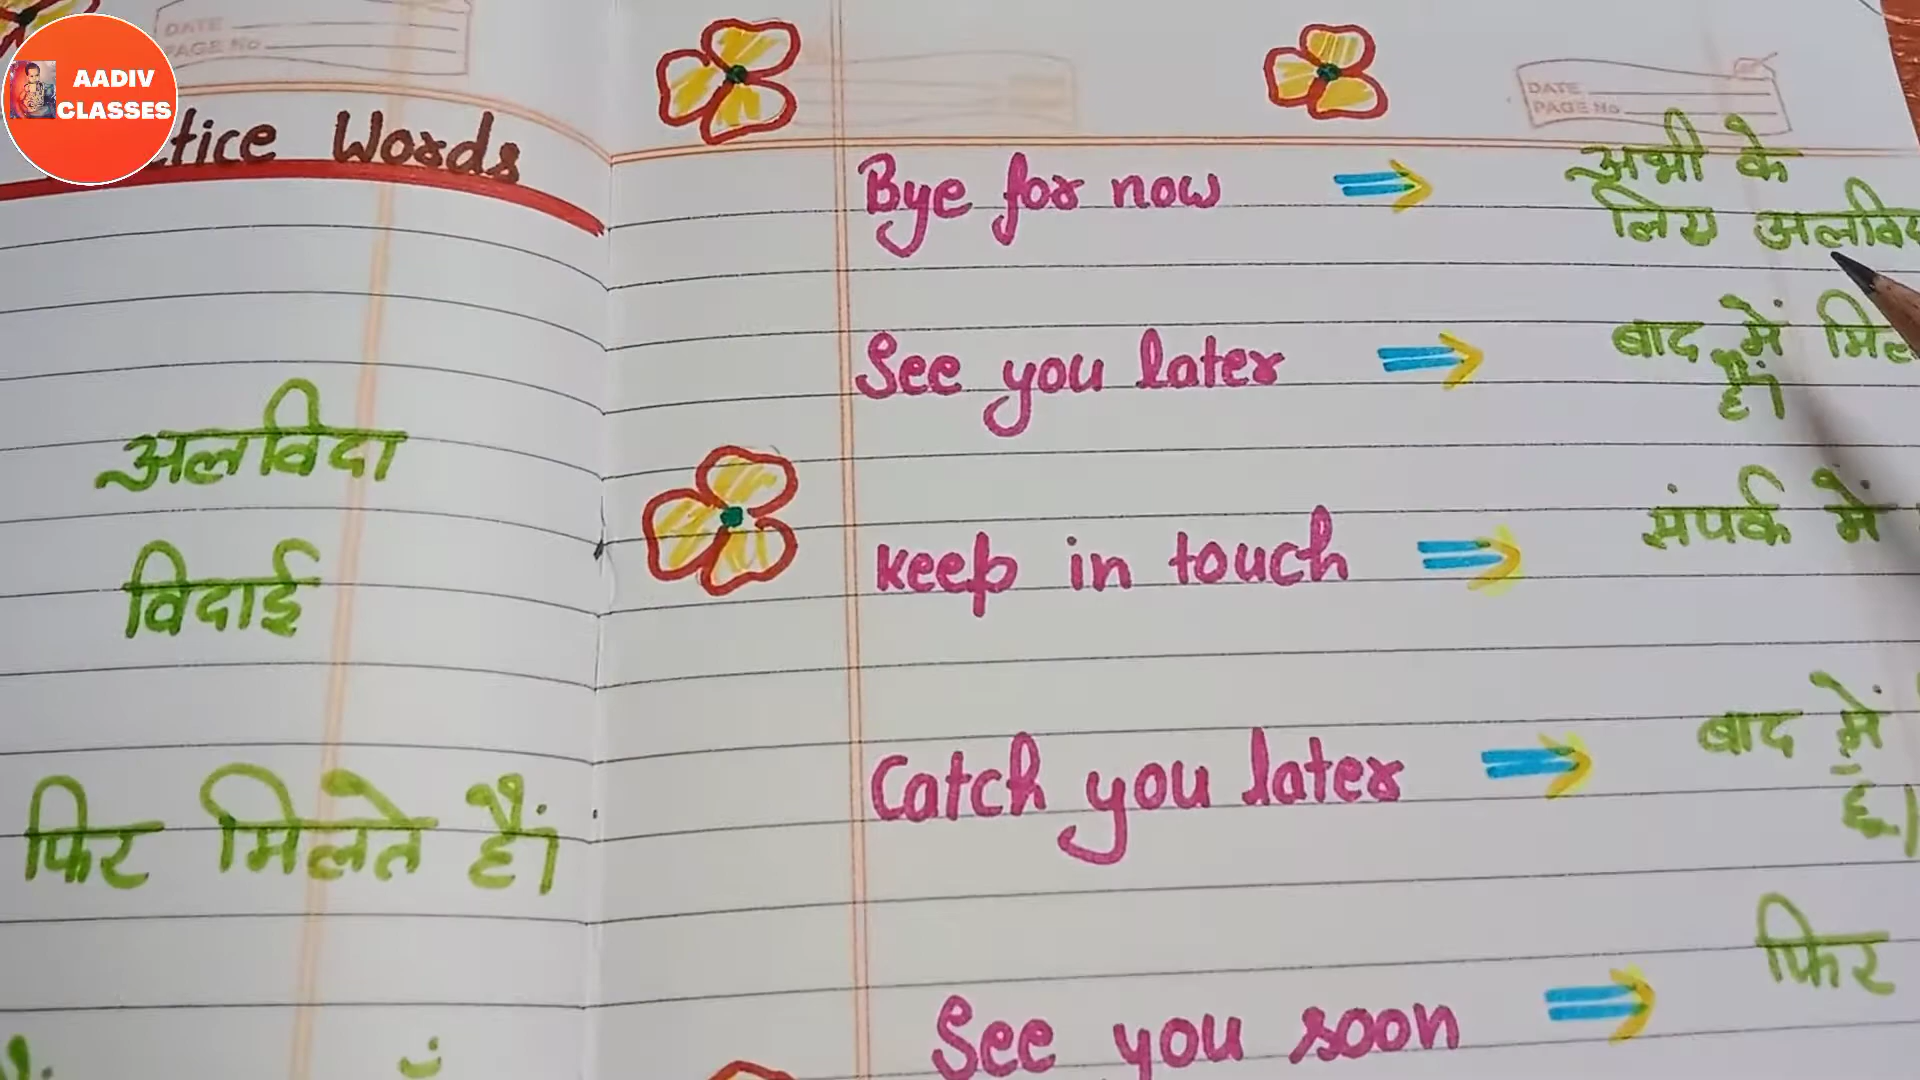 AADIV
CLASSES
DATE
PAGE No
Words
अलविदा
विदाई
फिर मिलते हैं।
DATE
PAGE No
Bye for now
अभी के
लिए
See you later
बाद में
हैं।
Keep in touch
संपर्क में
Catch you later
बाद में
हैं।
See you soon
फिर